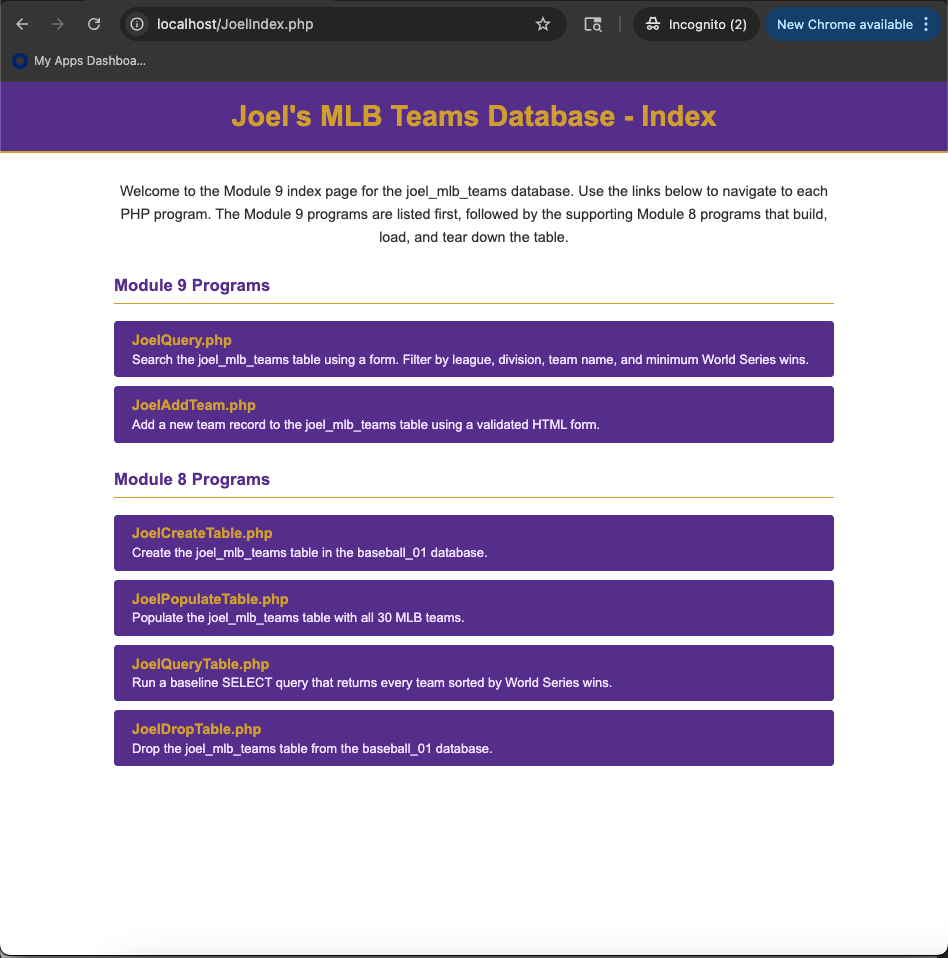 localhost/JoelIndex.php
Incognito (2)
New Chrome available
My Apps Dashboa...
Joel's MLB Teams Database - Index
Welcome to the Module 9 index page for the joel_mlb_teams database. Use the links below to navigate to each
PHP program. The Module 9 programs are listed first, followed by the supporting Module 8 programs that build,
load, and tear down the table.
Module 9 Programs
JoelQuery.php
Search the joel_mlb_teams table using a form. Filter by league, division, team name, and minimum World Series wins.
JoelAddTeam.php
Add a new team record to the joel_mlb_teams table using a validated HTML form.
Module 8 Programs
JoelCreateTable.php
Create the joel_mlb_teams table in the baseball_01 database.
JoelPopulateTable.php
Populate the joel_mlb_teams table with all 30 MLB teams.
JoelQueryTable.php
Run a baseline SELECT query that returns every team sorted by World Series wins.
JoelDropTable.php
Drop the joel_mlb_teams table from the baseball_01 database.